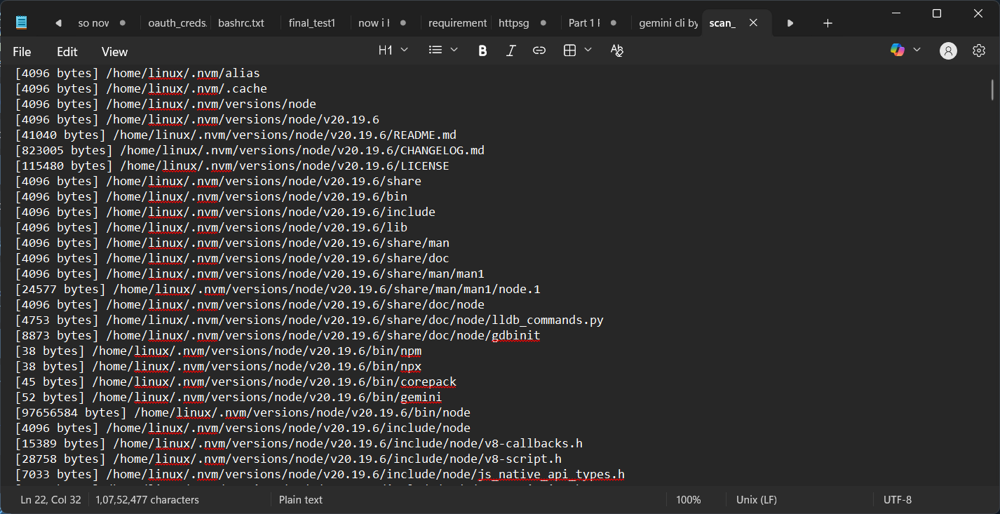 so nov
oauth_creds.
bashrc.txt
final_test1
now i
requirement
httpsg
Part 1
gemini cli by
scan_
File
Edit
View
H1
B
I
[4096 bytes] /home/linux/.nvm/alias
[4096 bytes] /home/linux/.nvm/.cache
[4096 bytes] /home/linux/.nvm/versions/node
[4096 bytes] /home/linux/.nvm/versions/node/v20.19.6
[41040 bytes] /home/linux/.nvm/versions/node/v20.19.6/README.md
[823005 bytes] /home/linux/.nvm/versions/node/v20.19.6/CHANGELOG.md
[115480 bytes] /home/linux/.nvm/versions/node/v20.19.6/LICENSE
[4096 bytes] /home/linux/.nvm/versions/node/v20.19.6/share
[4096 bytes] /home/linux/.nvm/versions/node/v20.19.6/bin
[4096 bytes] /home/linux/.nvm/versions/node/v20.19.6/include
[4096 bytes] /home/linux/.nvm/versions/node/v20.19.6/lib
[4096 bytes] /home/linux/.nvm/versions/node/v20.19.6/share/man
[4096 bytes] /home/linux/.nvm/versions/node/v20.19.6/share/doc
[4096 bytes] /home/linux/.nvm/versions/node/v20.19.6/share/man/man1
[24577 bytes] /home/linux/.nvm/versions/node/v20.19.6/share/man/man1/node.1
[4096 bytes] /home/linux/.nvm/versions/node/v20.19.6/share/doc/node
[4753 bytes] /home/linux/.nvm/versions/node/v20.19.6/share/doc/node/lldb_commands.py
[8873 bytes] /home/linux/.nvm/versions/node/v20.19.6/share/doc/node/gdbinit
[38 bytes] /home/linux/.nvm/versions/node/v20.19.6/bin/npm
[38 bytes] /home/linux/.nvm/versions/node/v20.19.6/bin/npx
[45 bytes] /home/linux/.nvm/versions/node/v20.19.6/bin/corepack
[52 bytes] /home/linux/.nvm/versions/node/v20.19.6/bin/gemini
[97656584 bytes] /home/linux/.nvm/versions/node/v20.19.6/bin/node
[4096 bytes] /home/linux/.nvm/versions/node/v20.19.6/include/node
[15389 bytes] /home/linux/.nvm/versions/node/v20.19.6/include/node/v8-callbacks.h
[28758 bytes] /home/linux/.nvm/versions/node/v20.19.6/include/node/v8-script.h
[7033 bytes] /home/linux/.nvm/versions/node/v20.19.6/include/node/js_native_api_types.h
Ln 22, Col 32
1,07,52,477 characters
Plain text
100%
Unix (LF)
UTF-8